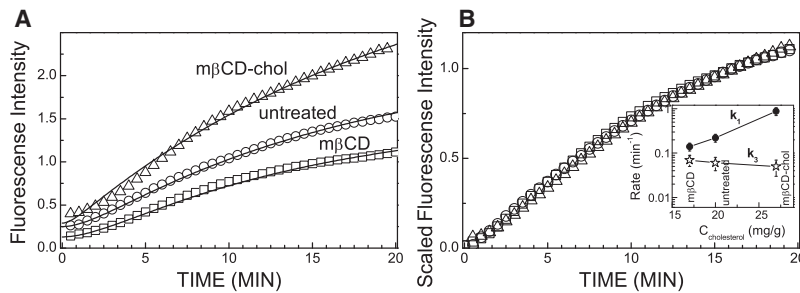 A
Fluorescense Intensity
2.0
1.5
1.0
0.5
0.0
mβCD-chol
untreated
mβCD
0
5
10
15
20
TIME (MIN)
B
Scaled Fluorescense Intensity
1.0
0.5
0.0
0
5
10
15
20
TIME (MIN)
Rate (min⁻¹)
0.1
0.01
k₁
k₃
mβCD
untreated
mβCD-chol
15
20
25
C cholesterol (mg/g)